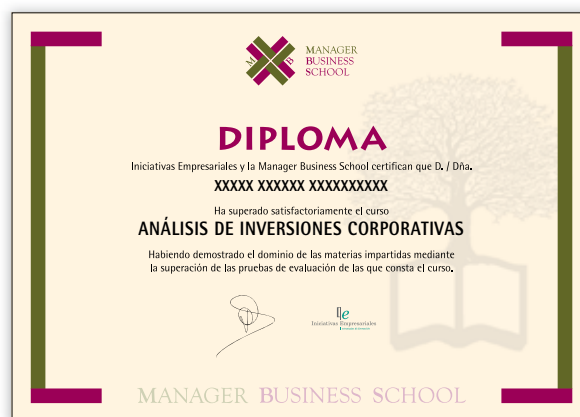 M B
MANAGER
BUSINESS
SCHOOL
DIPLOMA
Iniciativas Empresariales y la Manager Business School certifican que D. / Dña.
XXXXX XXXXXX XXXXXXXXXX
Ha superado satisfactoriamente el curso
ANÁLISIS DE INVERSIONES CORPORATIVAS
Habiendo demostrado el dominio de las materias impartidas mediante
la superación de las pruebas de evaluación de las que consta el curso.
Iniciativas Empresariales
MANAGER BUSINESS SCHOOL